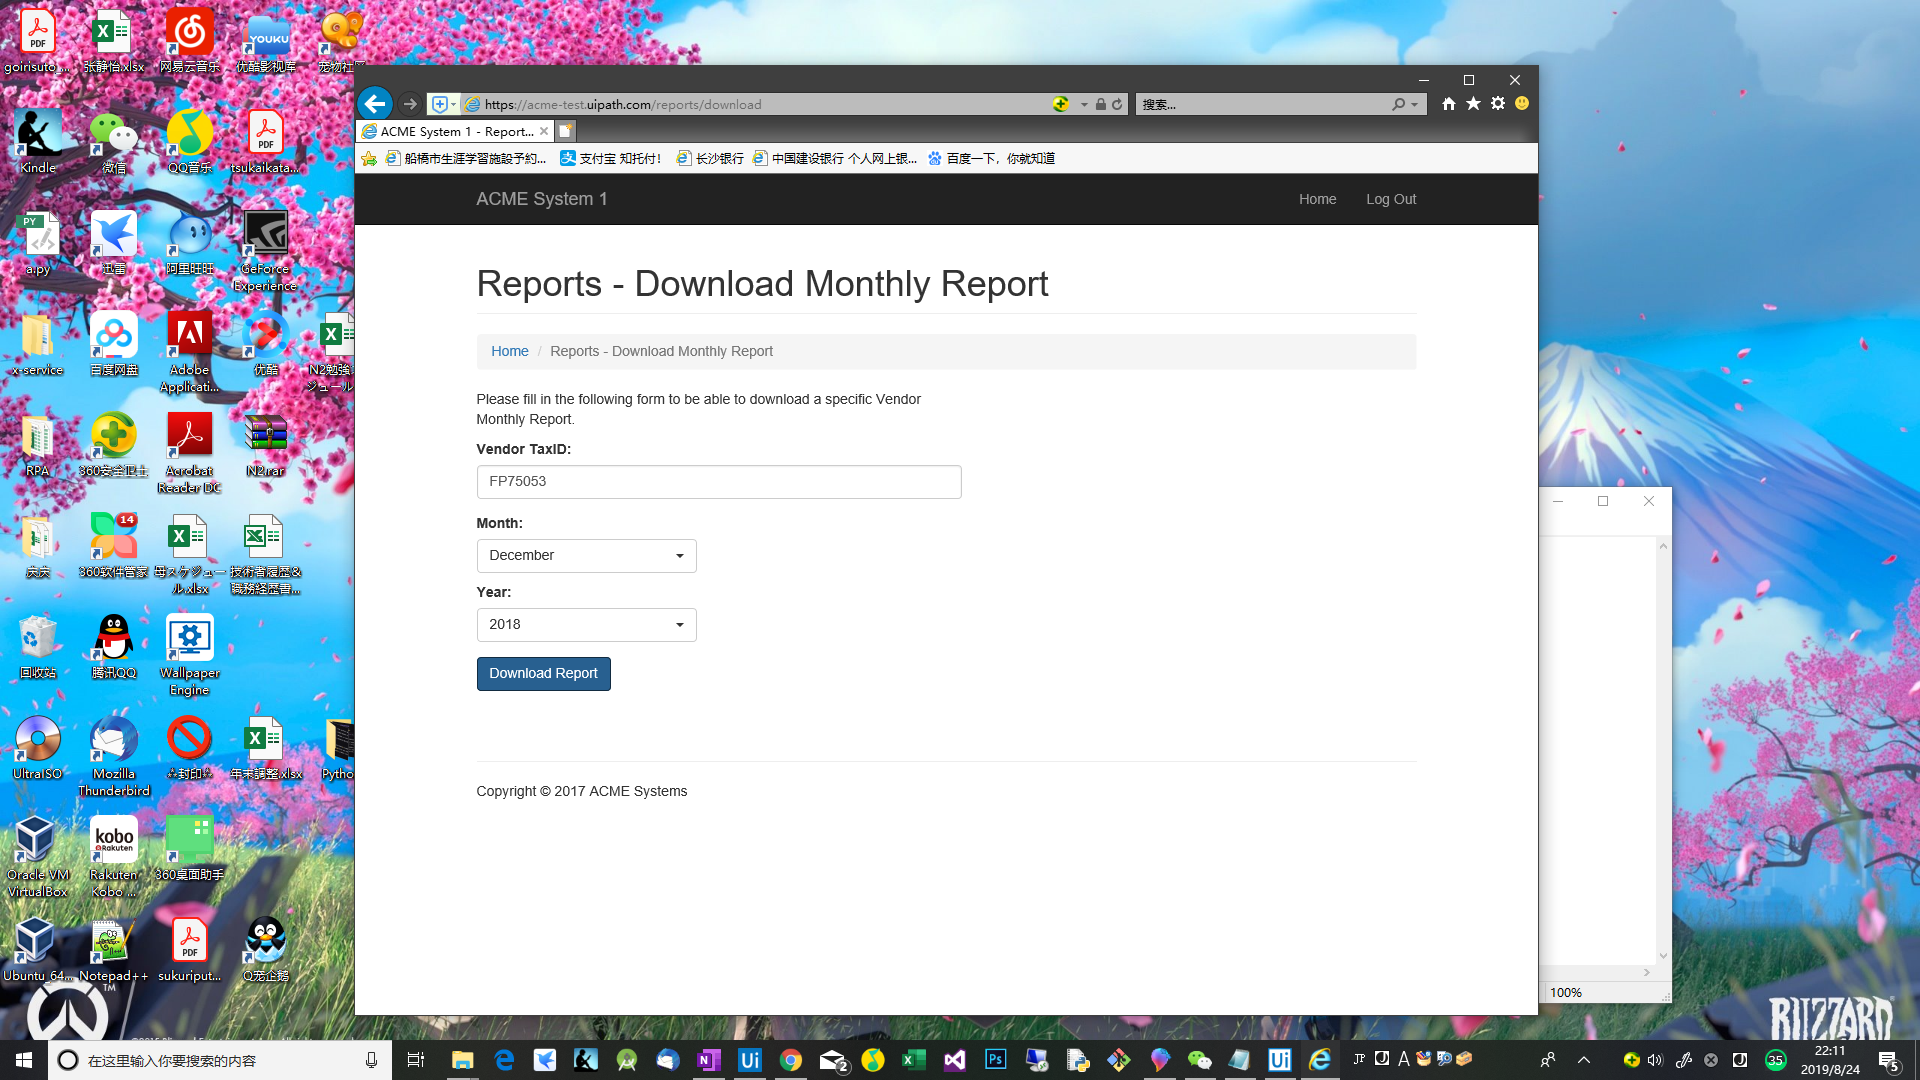 goirisuto_...
张静怡.xlsx
网易云音乐
优酷影视库
宠物社区
Kindle
微信
QQ音乐
tsukaikata...
a.py
迅雷
阿里旺旺
GeForce
Experience
x-service
百度网盘
Adobe
Applicati...
优酷
N2勉強
ジュール
RPA
360安全卫士
Acrobat
Reader DC
N2.rar
庆庆
14
360软件管家
母スケジュー
ル.xlsx
技術者履歴&
職務経歴書...
回收站
腾讯QQ
Wallpaper
Engine
UltraISO
Mozilla
Thunderbird
⁂封印⁂
年末調整.xlsx
Pytho
Oracle VM
VirtualBox
Rakuten
Kobo ...
360桌面助手
Ubuntu_64...
Notepad++
sukuriput...
Q宠企鹅
https://acme-test.uipath.com/reports/download
搜索...
ACME System 1 - Report...
船橋市生涯学習施設予約...
支付宝 知托付!
长沙银行
中国建设银行 个人网上银...
百度一下，你就知道
ACME System 1
Home
Log Out
Reports - Download Monthly Report
Home / Reports - Download Monthly Report
Please fill in the following form to be able to download a specific Vendor
Monthly Report.
Vendor TaxID:
FP75053
Month:
December
Year:
2018
Download Report
Copyright © 2017 ACME Systems
100%
BLIZZARD
在这里输入你要搜索的内容
2
JP
A
35
22:11
2019/8/24
5